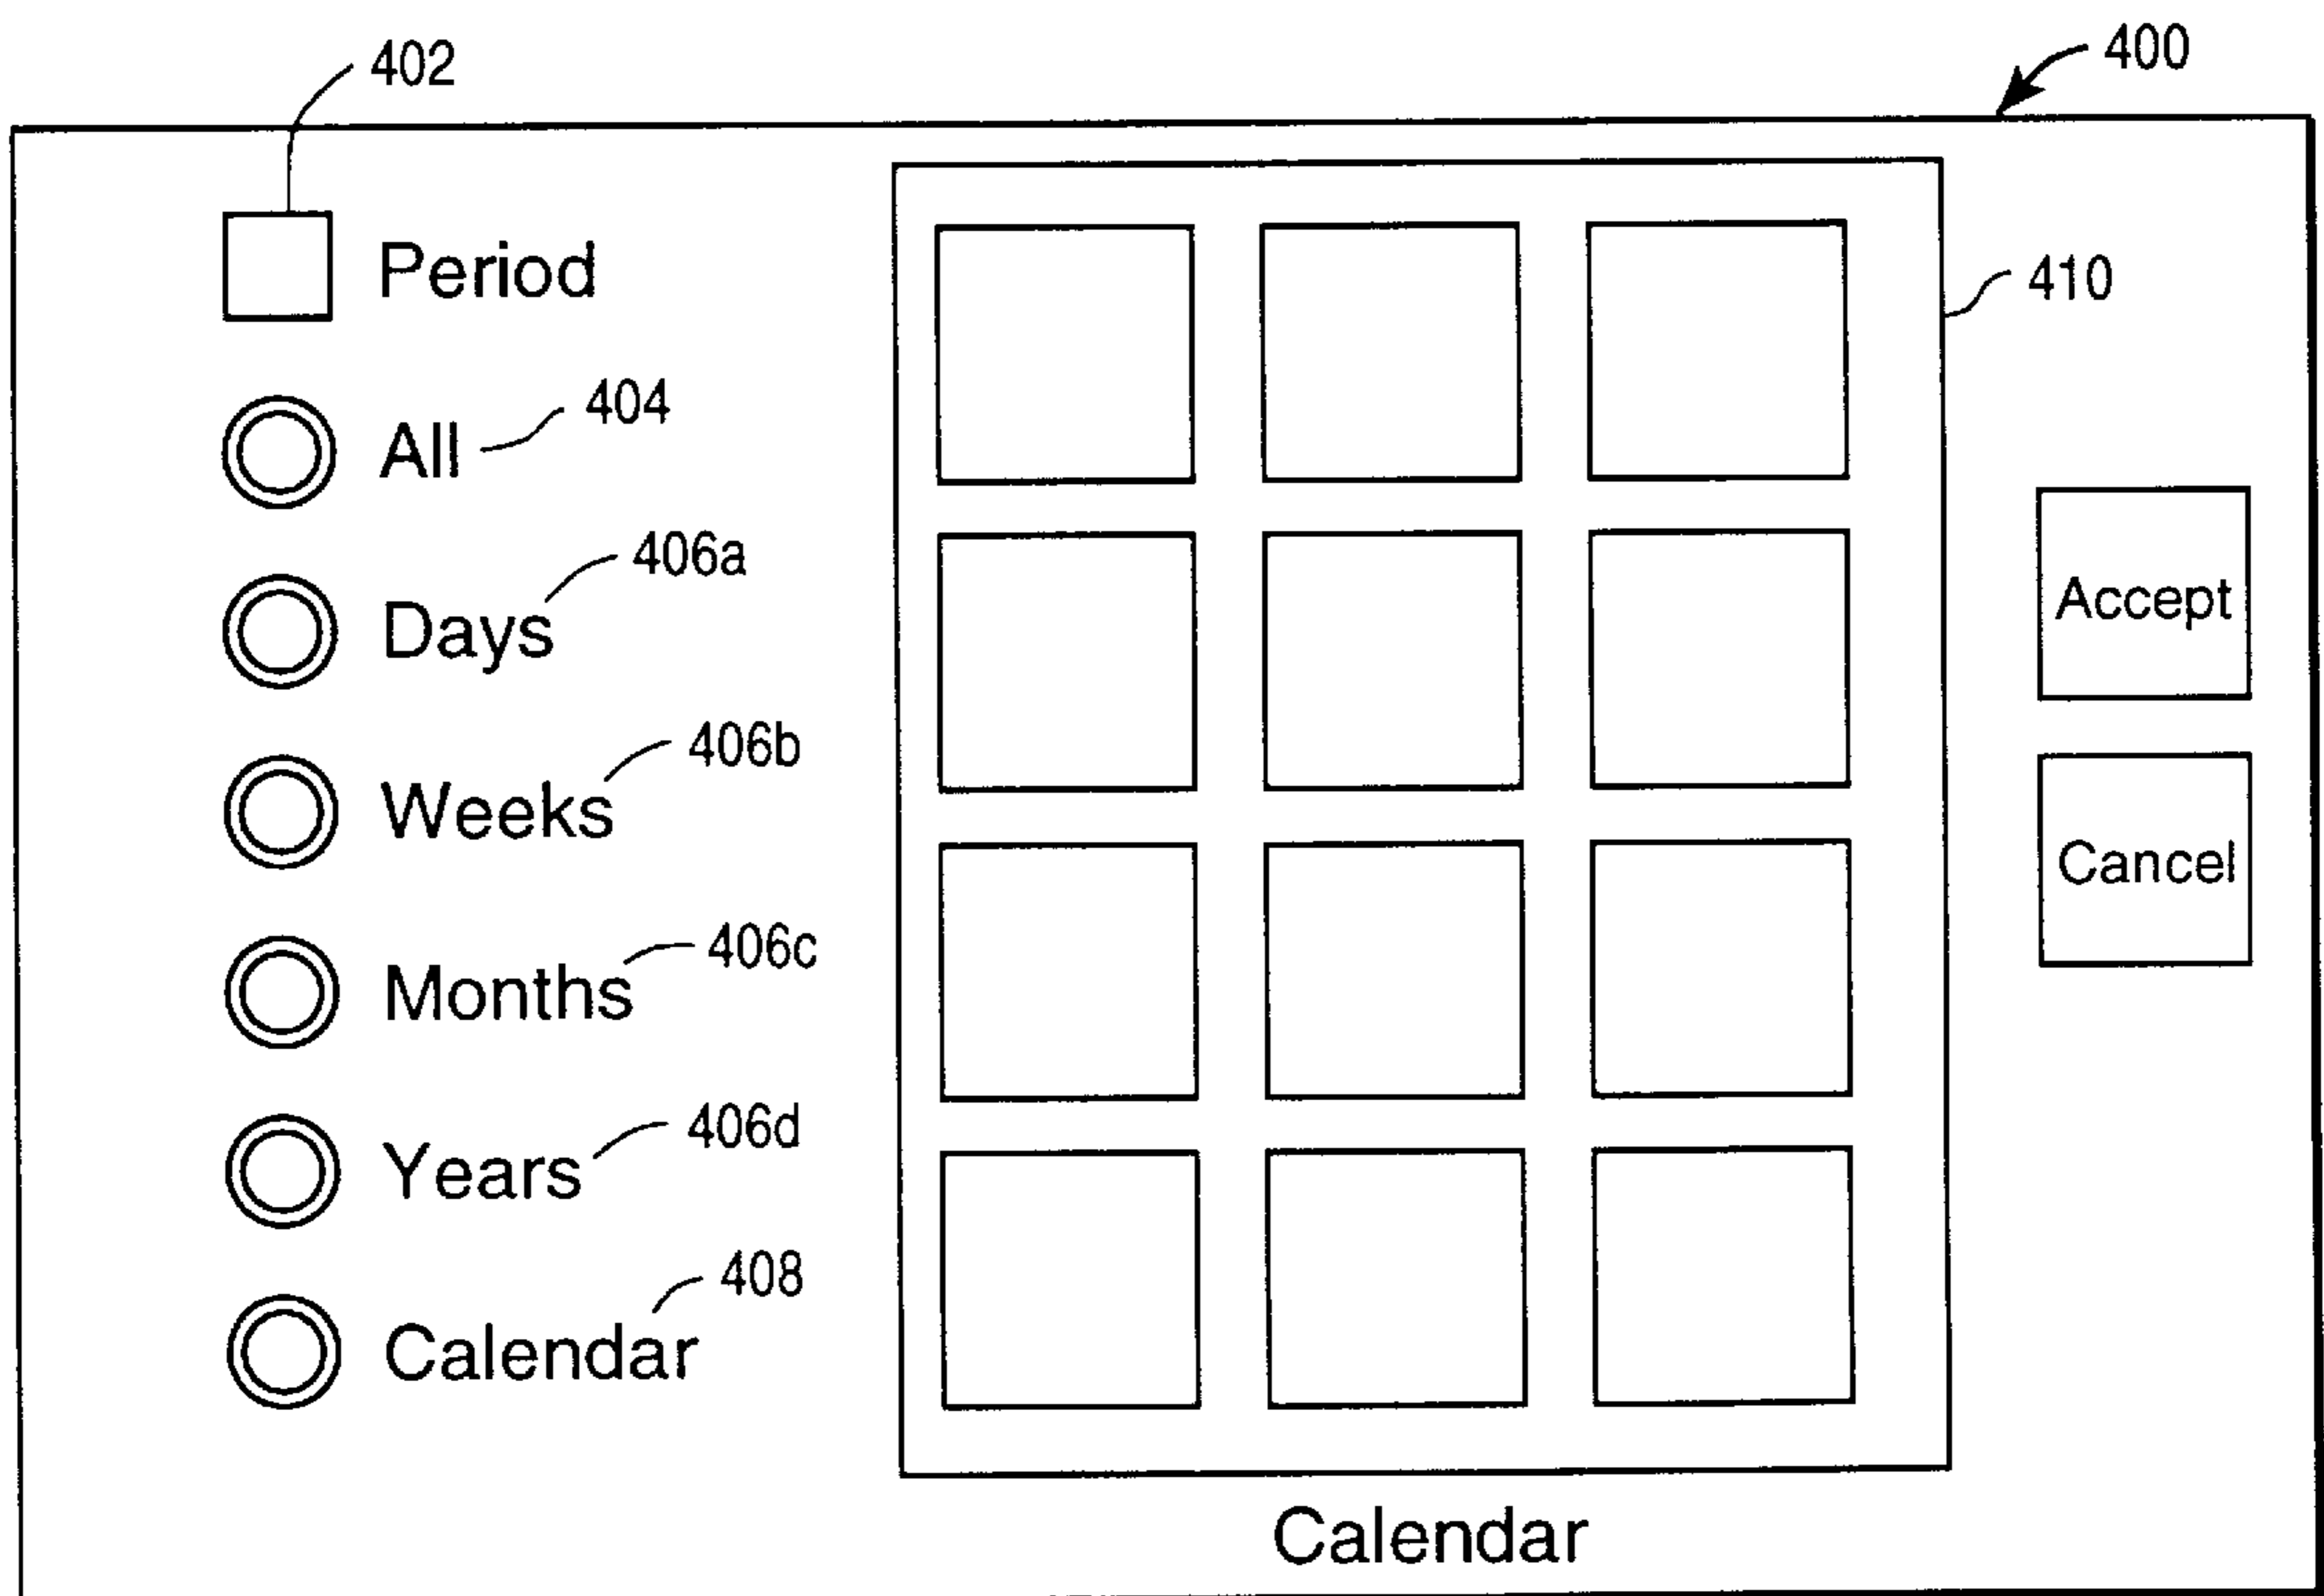 402
400
Period
410
All
404
Days
406a
Weeks
406b
Months
406c
Years
406d
Calendar
408
Accept
Cancel
Calendar